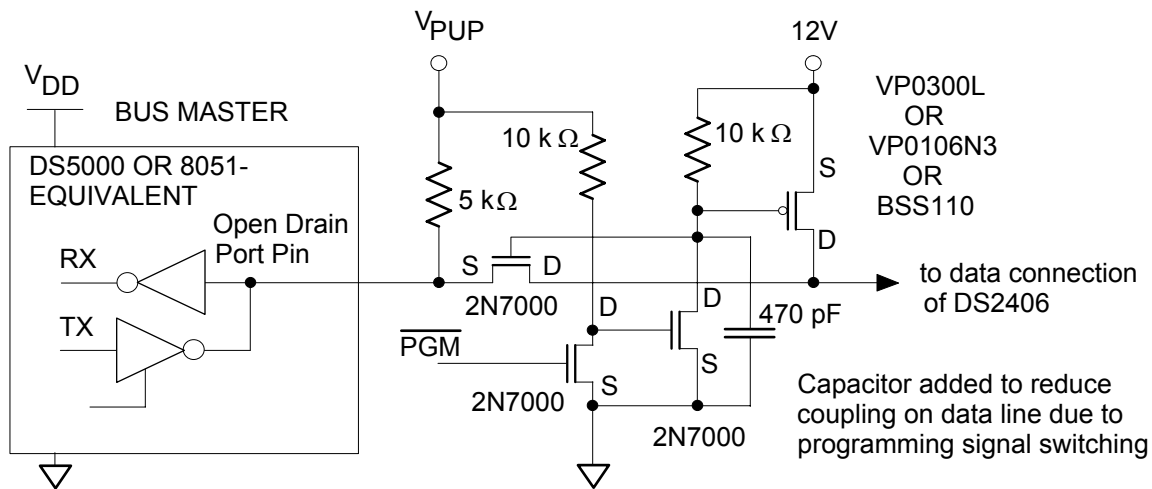 VPUP
12V
VDD
BUS MASTER
DS5000 OR 8051-
EQUIVALENT
Open Drain
Port Pin
RX
TX
10 k Ω
5 kΩ
10 k Ω
S
D
VP0300L
OR
VP0106N3
OR
BSS110
S D
2N7000
to data connection
of DS2406
PGM
D
S
2N7000
D
S
2N7000
470 pF
Capacitor added to reduce
coupling on data line due to
programming signal switching